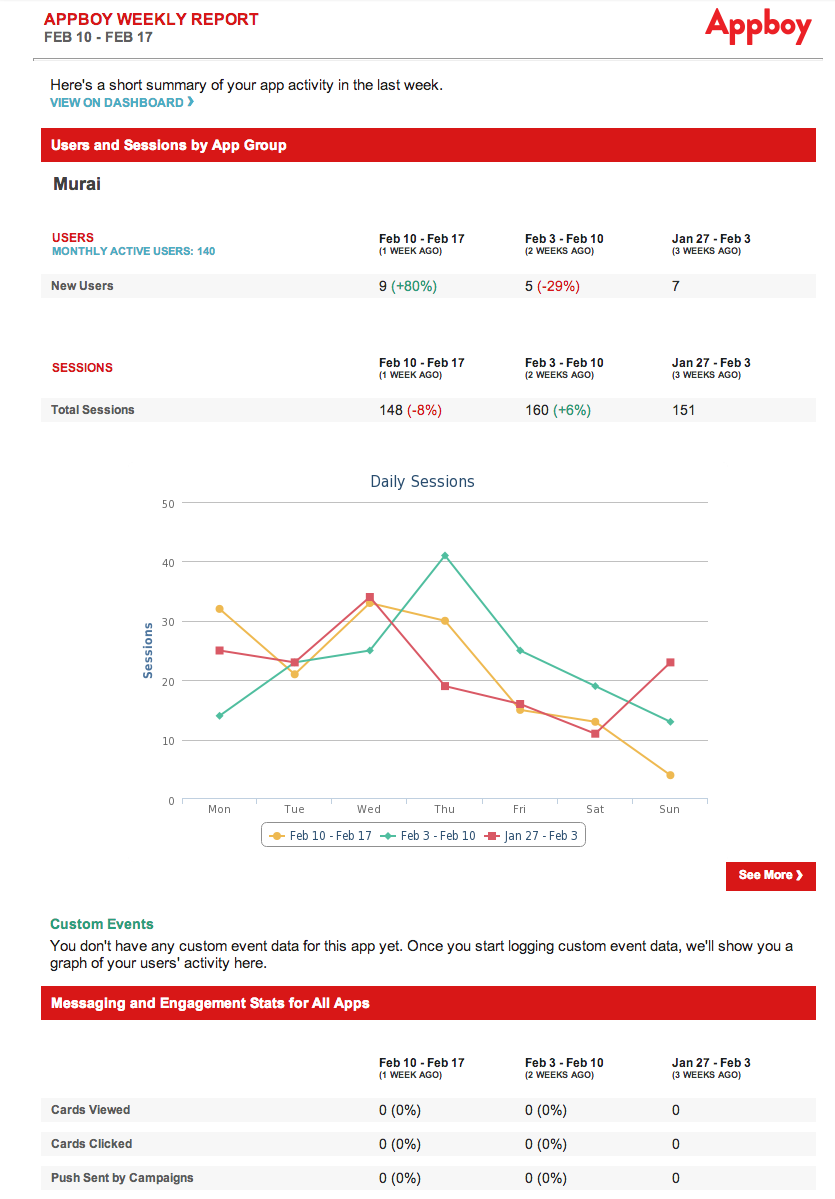 APPBOY WEEKLY REPORT
FEB 10 - FEB 17
Appboy
Here's a short summary of your app activity in the last week.
VIEW ON DASHBOARD ❯
Users and Sessions by App Group
Murai
USERS
MONTHLY ACTIVE USERS: 140
Feb 10 - Feb 17 Feb 3 - Feb 10 Jan 27 - Feb 3
(1 WEEK AGO) (2 WEEKS AGO) (3 WEEKS AGO)
New Users 9 (+80%) 5 (-29%) 7
SESSIONS
Feb 10 - Feb 17 Feb 3 - Feb 10 Jan 27 - Feb 3
(1 WEEK AGO) (2 WEEKS AGO) (3 WEEKS AGO)
Total Sessions 148 (-8%) 160 (+6%) 151
Daily Sessions
Sessions
50
40
30
20
10
0
Mon Tue Wed Thu Fri Sat Sun
Feb 10 - Feb 17 Feb 3 - Feb 10 Jan 27 - Feb 3
See More ❯
Custom Events
You don't have any custom event data for this app yet. Once you start logging custom event data, we'll show you a
graph of your users' activity here.
Messaging and Engagement Stats for All Apps
Feb 10 - Feb 17 Feb 3 - Feb 10 Jan 27 - Feb 3
(1 WEEK AGO) (2 WEEKS AGO) (3 WEEKS AGO)
Cards Viewed 0 (0%) 0 (0%) 0
Cards Clicked 0 (0%) 0 (0%) 0
Push Sent by Campaigns 0 (0%) 0 (0%) 0